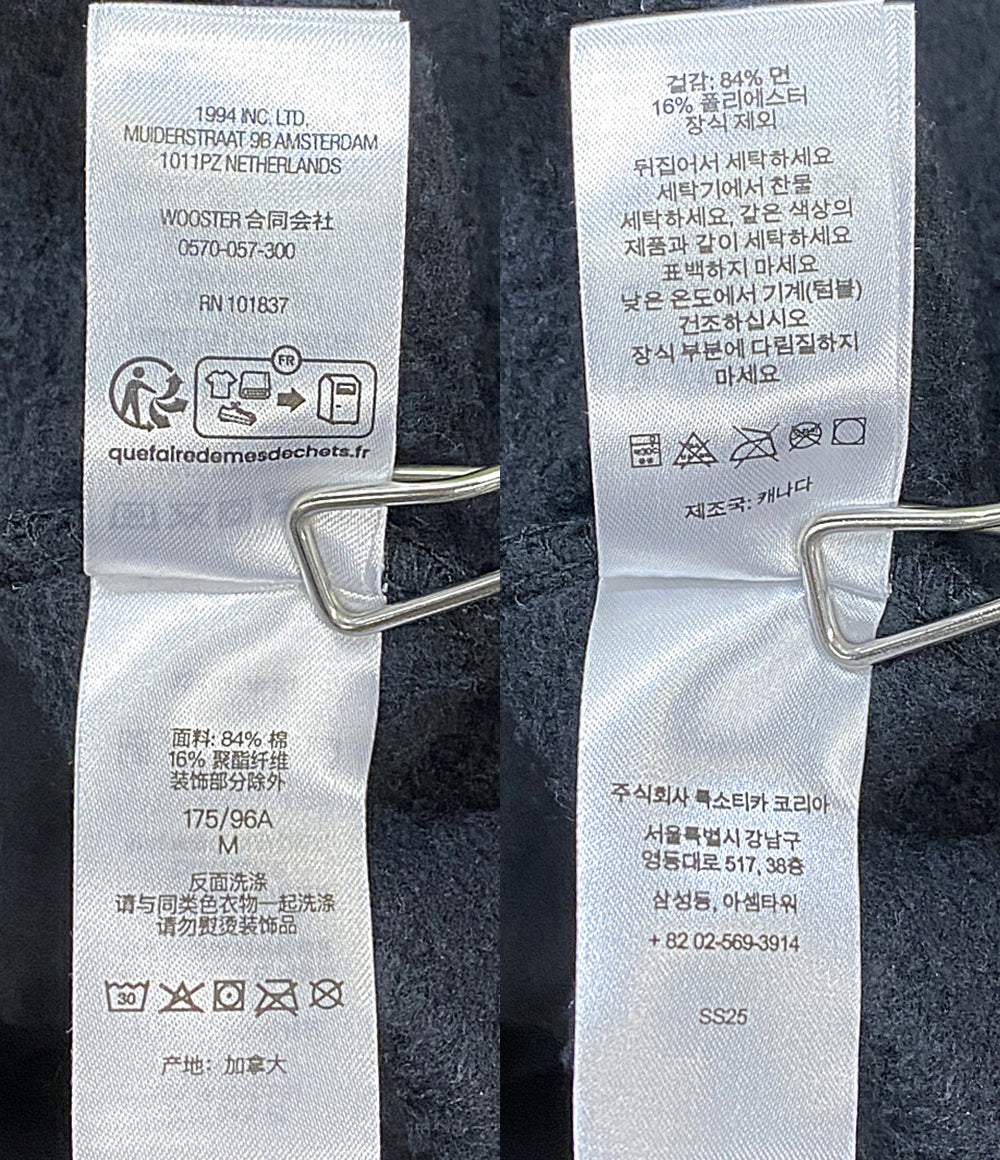 1994 INC. LTD.
MUIDERSTRAAT 9B AMSTERDAM
1011PZ NETHERLANDS
WOOSTER 合同会社
0570-057-300
RN 101837
FR
quefairedemesdechets.fr
面料: 84% 棉
16% 聚酯纤维
装饰部分除外
175/96A
M
反面洗涤
请与同类色衣物一起洗涤
请勿熨烫装饰品
30
产地: 加拿大
겉감: 84% 면
16% 폴리에스터
장식 제외
뒤집어서 세탁하세요
세탁기에서 찬물
세탁하세요, 같은 색상의
제품과 같이 세탁하세요
표백하지 마세요
낮은 온도에서 기계(텀블)
건조하십시오
장식 부분에 다림질하지
마세요
제조국: 캐나다
주식회사 룩소티카 코리아
서울특별시 강남구
영동대로 517, 38층
삼성동, 아셈타워
+ 82 02-569-3914
SS25